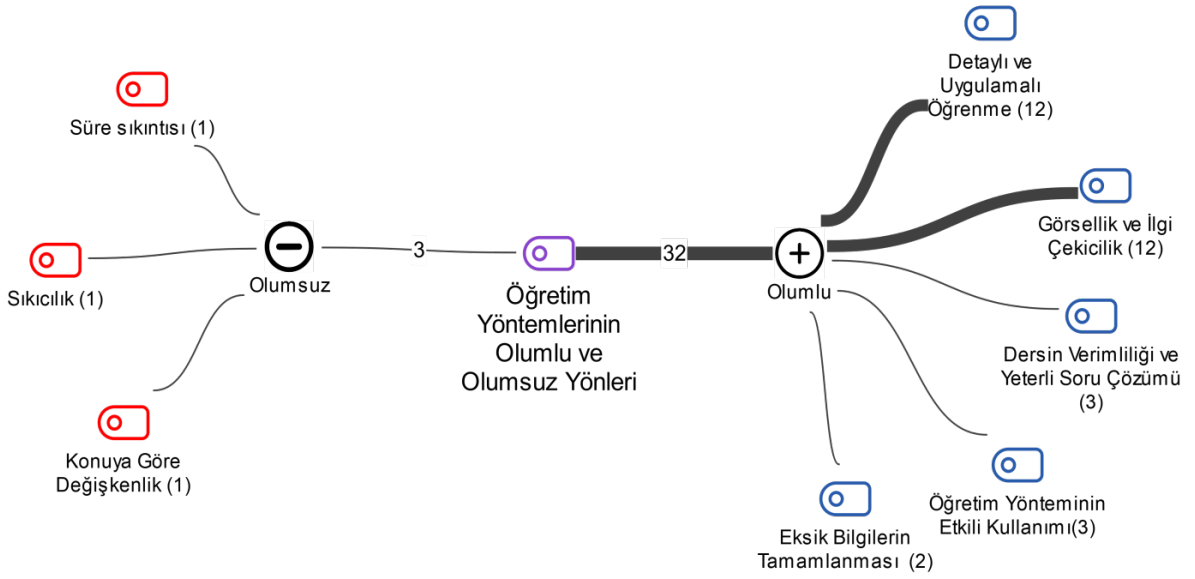 Detaylı ve
Uygulamalı
Öğrenme (12)
Süre sıkıntısı (1)
Görsellik ve İlgi
Çekicilik (12)
3
32
Sıkıcılık (1)
Olumsuz
Olumlu
Öğretim
Yöntemlerinin
Olumlu ve
Olumsuz Yönleri
Dersin Verimliliği ve
Yeterli Soru Çözümü
(3)
Konuya Göre
Değişkenlik (1)
Öğretim Yönteminin
Etkili Kullanımı(3)
Eksik Bilgilerin
Tamamlanması (2)